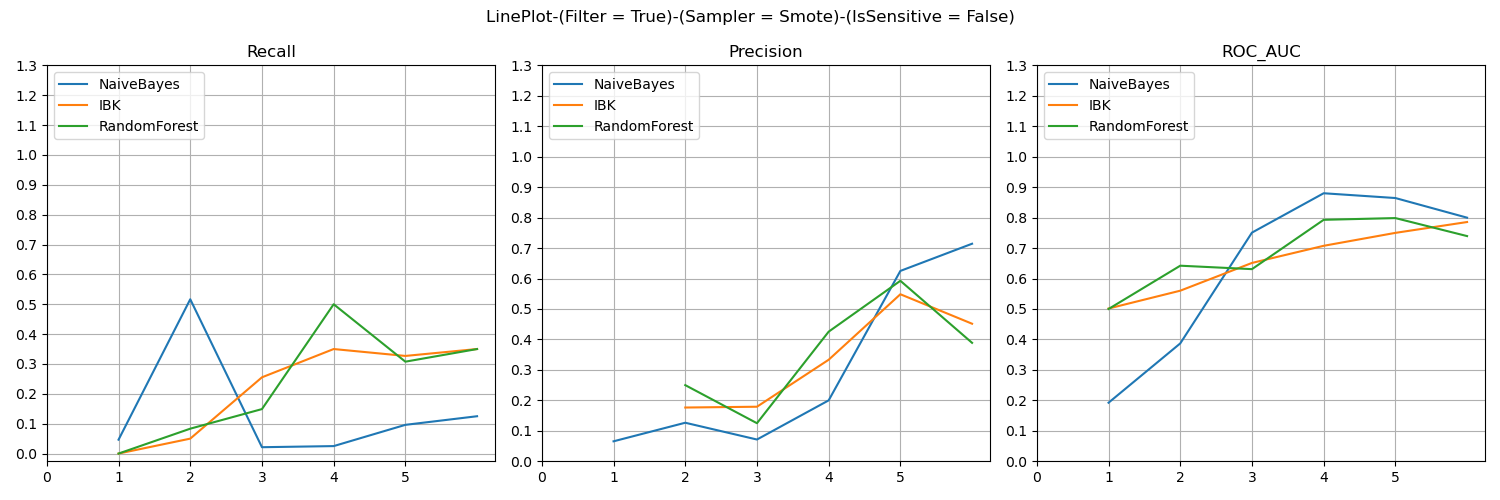 LinePlot-(Filter = True)-(Sampler = Smote)-(IsSensitive = False)
Recall
1.3
1.2
1.1
1.0
0.9
0.8
0.7
0.6
0.5
0.4
0.3
0.2
0.1
0.0
0 1 2 3 4 5
NaiveBayes
IBK
RandomForest
Precision
1.3
1.2
1.1
1.0
0.9
0.8
0.7
0.6
0.5
0.4
0.3
0.2
0.1
0.0
0 1 2 3 4 5
NaiveBayes
IBK
RandomForest
ROC_AUC
1.3
1.2
1.1
1.0
0.9
0.8
0.7
0.6
0.5
0.4
0.3
0.2
0.1
0.0
0 1 2 3 4 5
NaiveBayes
IBK
RandomForest